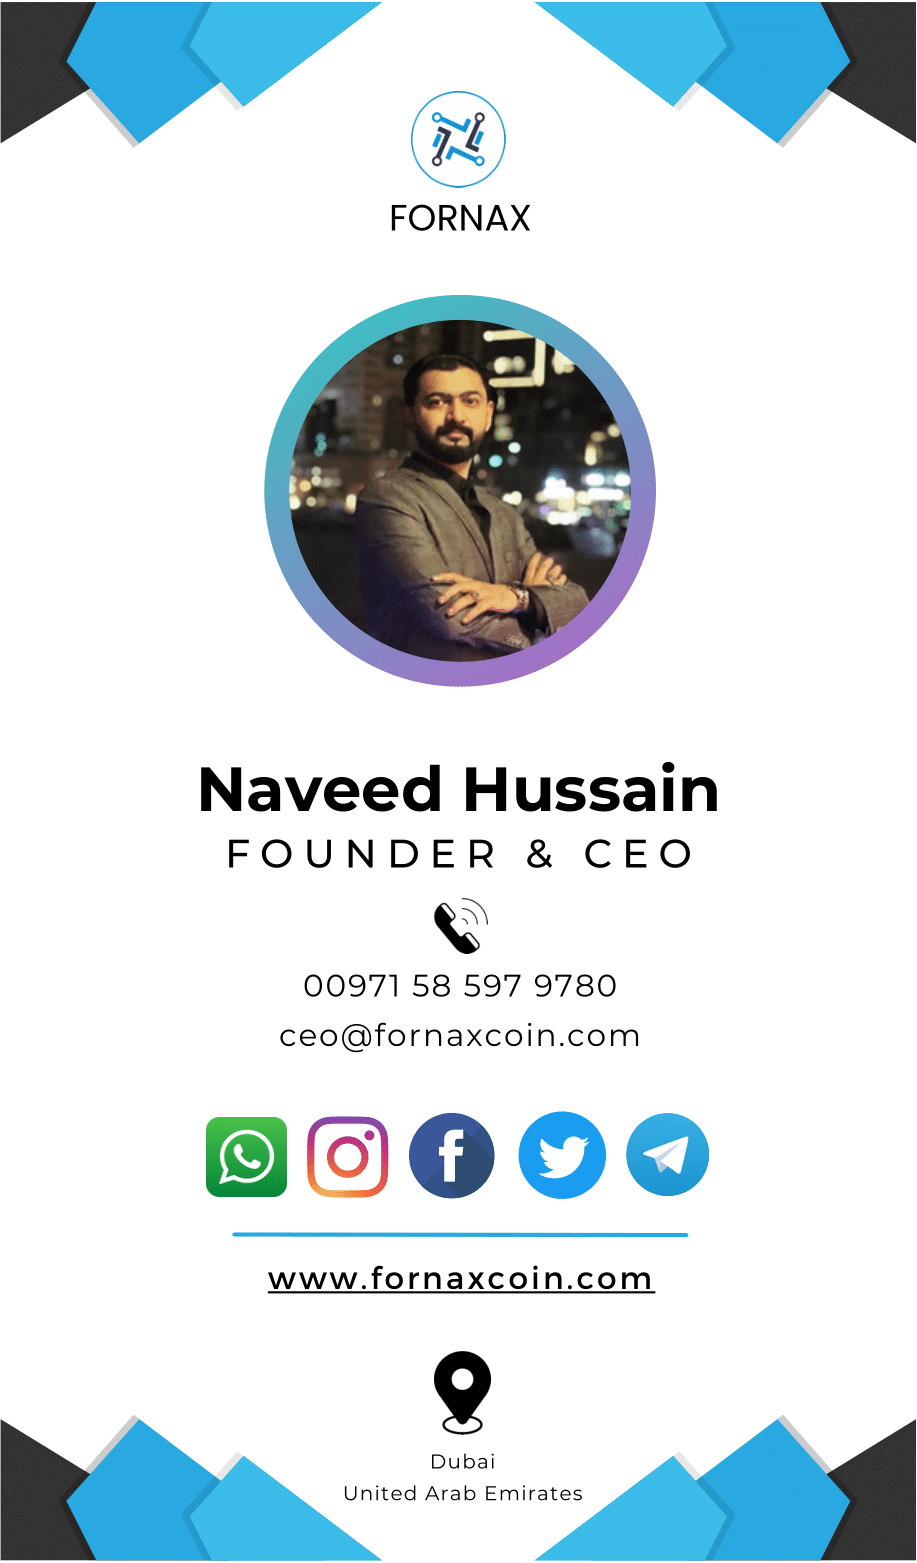 FORNAX
Naveed Hussain
FOUNDER & CEO
00971 58 597 9780
ceo@fornaxcoin.com
www.fornaxcoin.com
Dubai
United Arab Emirates